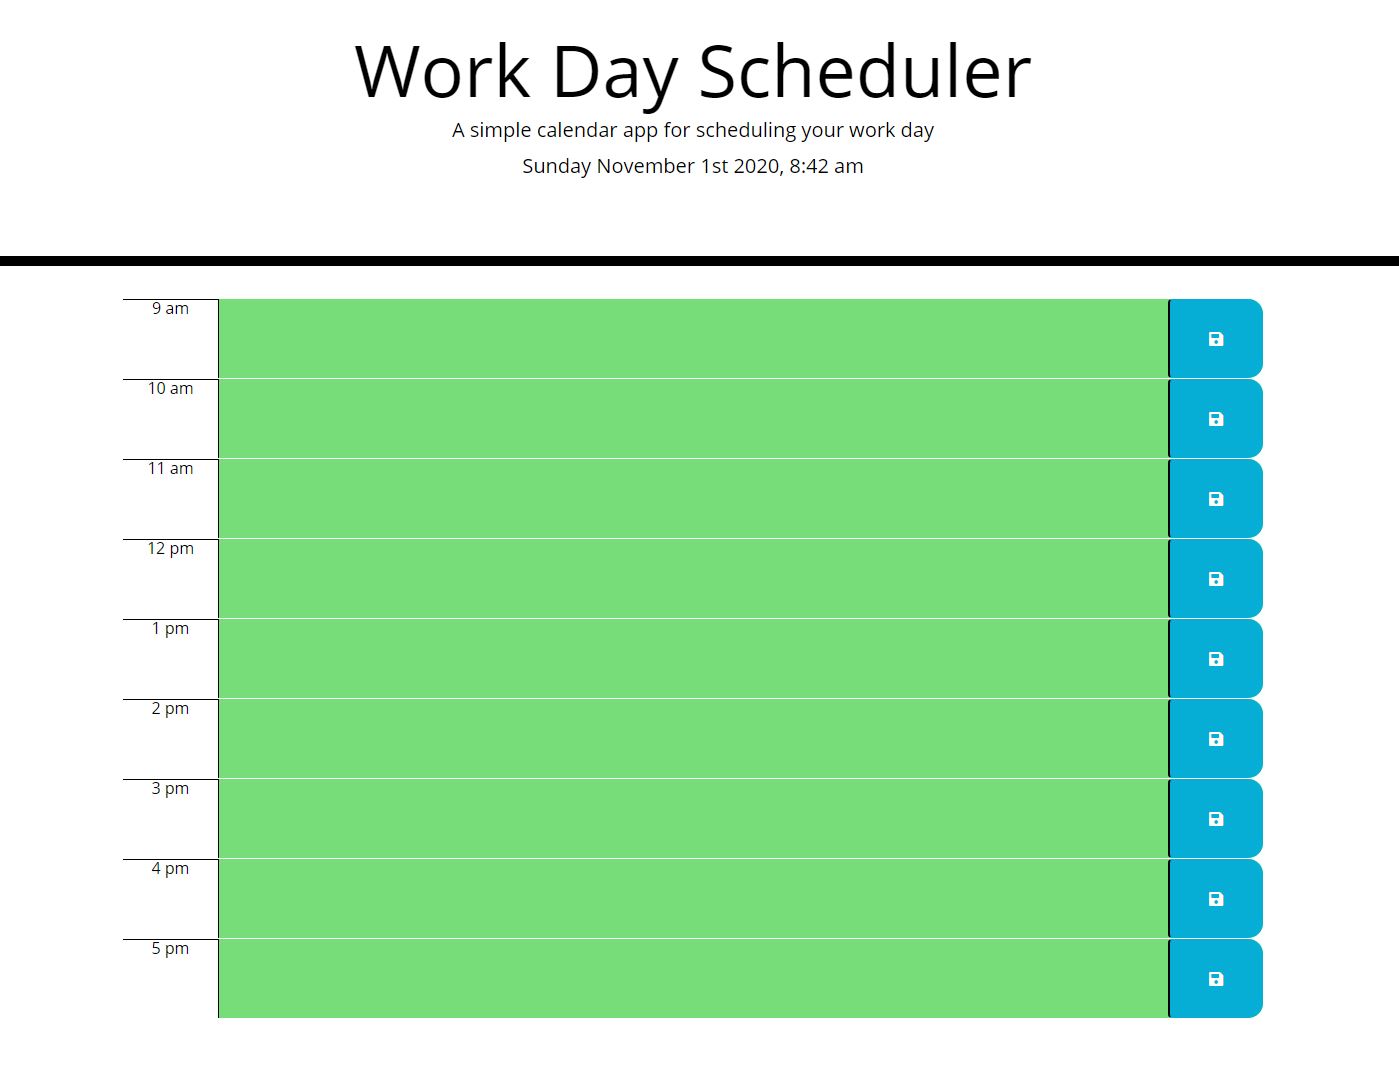 Work Day Scheduler
A simple calendar app for scheduling your work day
Sunday November 1st 2020, 8:42 am
9 am
10 am
11 am
12 pm
1 pm
2 pm
3 pm
4 pm
5 pm